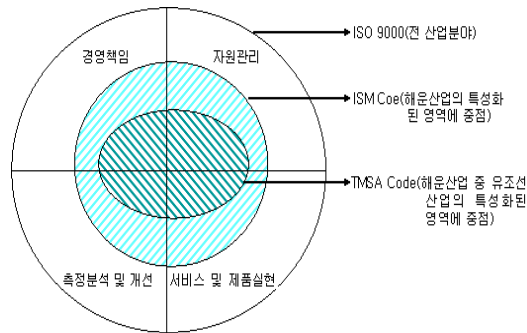 ISO 9000(전 산업분야)
경영책임
자원관리
ISM Coe(해운산업의 특성화
된 영역에 중점)
TMSA Code(해운산업 중 유조선
산업의 특성화된
영역에 중점)
측정분석 및 개선
서비스 및 제품실현